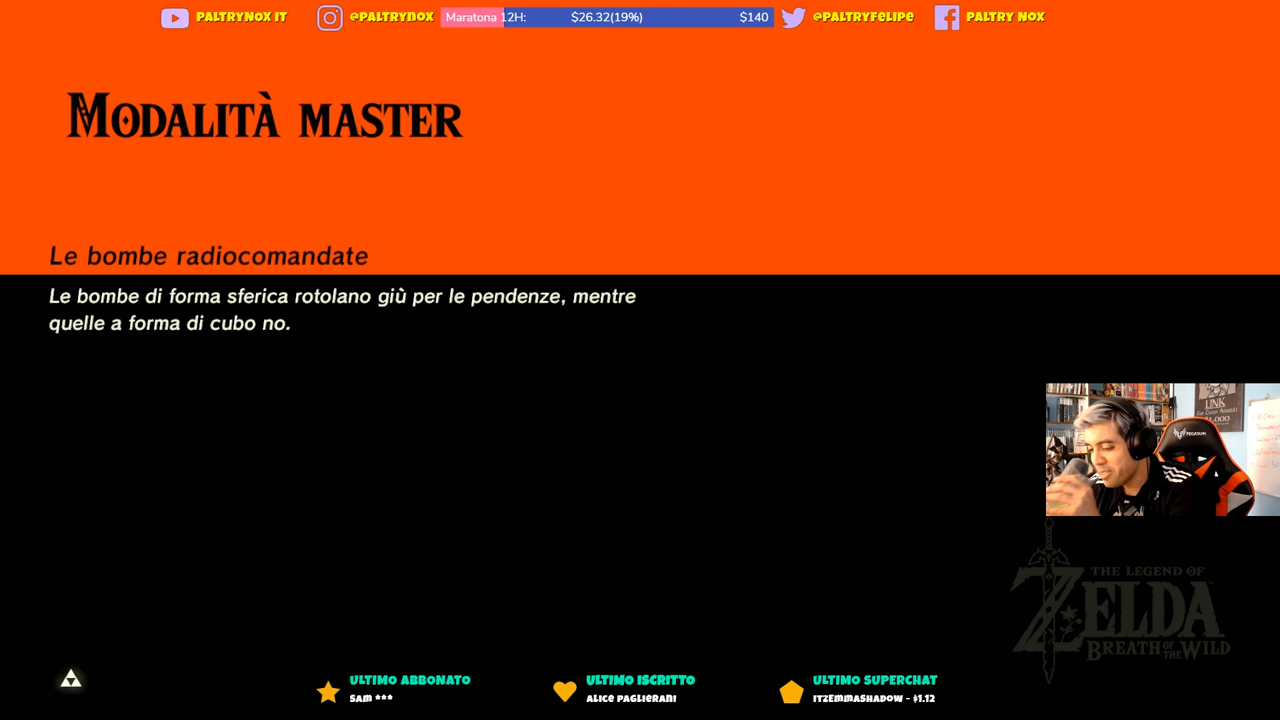 PALTRYNOX IT
@PALTRYNOX
Maratona 12H: $26.32(19%) $140
@PALTRYFELIPE
PALTRY NOX
MODALITÀ MASTER
Le bombe radiocomandate
Le bombe di forma sferica rotolano giù per le pendenze, mentre
quelle a forma di cubo no.
LINK
PEGASUM
THE LEGEND OF
ZELDA
BREATH OF THE WILD
ULTIMO ABBONATO
SAM ***
ULTIMO ISCRITTO
ALICE PAGLIERANI
ULTIMO SUPERCHAT
ITZEMMASHADOW - $1.12